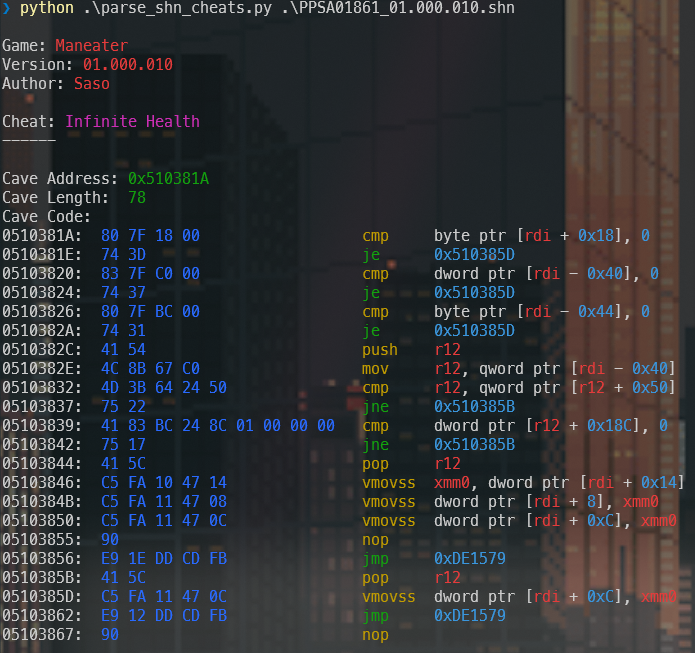 ❯ python .\parse_shn_cheats.py .\PPSA01861_01.000.010.shn
Game: Maneater
Version: 01.000.010
Author: Saso
Cheat: Infinite Health
------
Cave Address: 0x510381A
Cave Length: 78
Cave Code:
0510381A: 80 7F 18 00 cmp byte ptr [rdi + 0x18], 0
0510381E: 74 3D je 0x510385D
05103820: 83 7F C0 00 cmp dword ptr [rdi - 0x40], 0
05103824: 74 37 je 0x510385D
05103826: 80 7F BC 00 cmp byte ptr [rdi - 0x44], 0
0510382A: 74 31 je 0x510385D
0510382C: 41 54 push r12
0510382E: 4C 8B 67 C0 mov r12, qword ptr [rdi - 0x40]
05103832: 4D 3B 64 24 50 cmp r12, qword ptr [r12 + 0x50]
05103837: 75 22 jne 0x510385B
05103839: 41 83 BC 24 8C 01 00 00 00 cmp dword ptr [r12 + 0x18C], 0
05103842: 75 17 jne 0x510385B
05103844: 41 5C pop r12
05103846: C5 FA 10 47 14 vmovss xmm0, dword ptr [rdi + 0x14]
0510384B: C5 FA 11 47 08 vmovss dword ptr [rdi + 8], xmm0
05103850: C5 FA 11 47 0C vmovss dword ptr [rdi + 0xC], xmm0
05103855: 90 nop
05103856: E9 1E DD CD FB jmp 0xDE1579
0510385B: 41 5C pop r12
0510385D: C5 FA 11 47 0C vmovss dword ptr [rdi + 0xC], xmm0
05103862: E9 12 DD CD FB jmp 0xDE1579
05103867: 90 nop